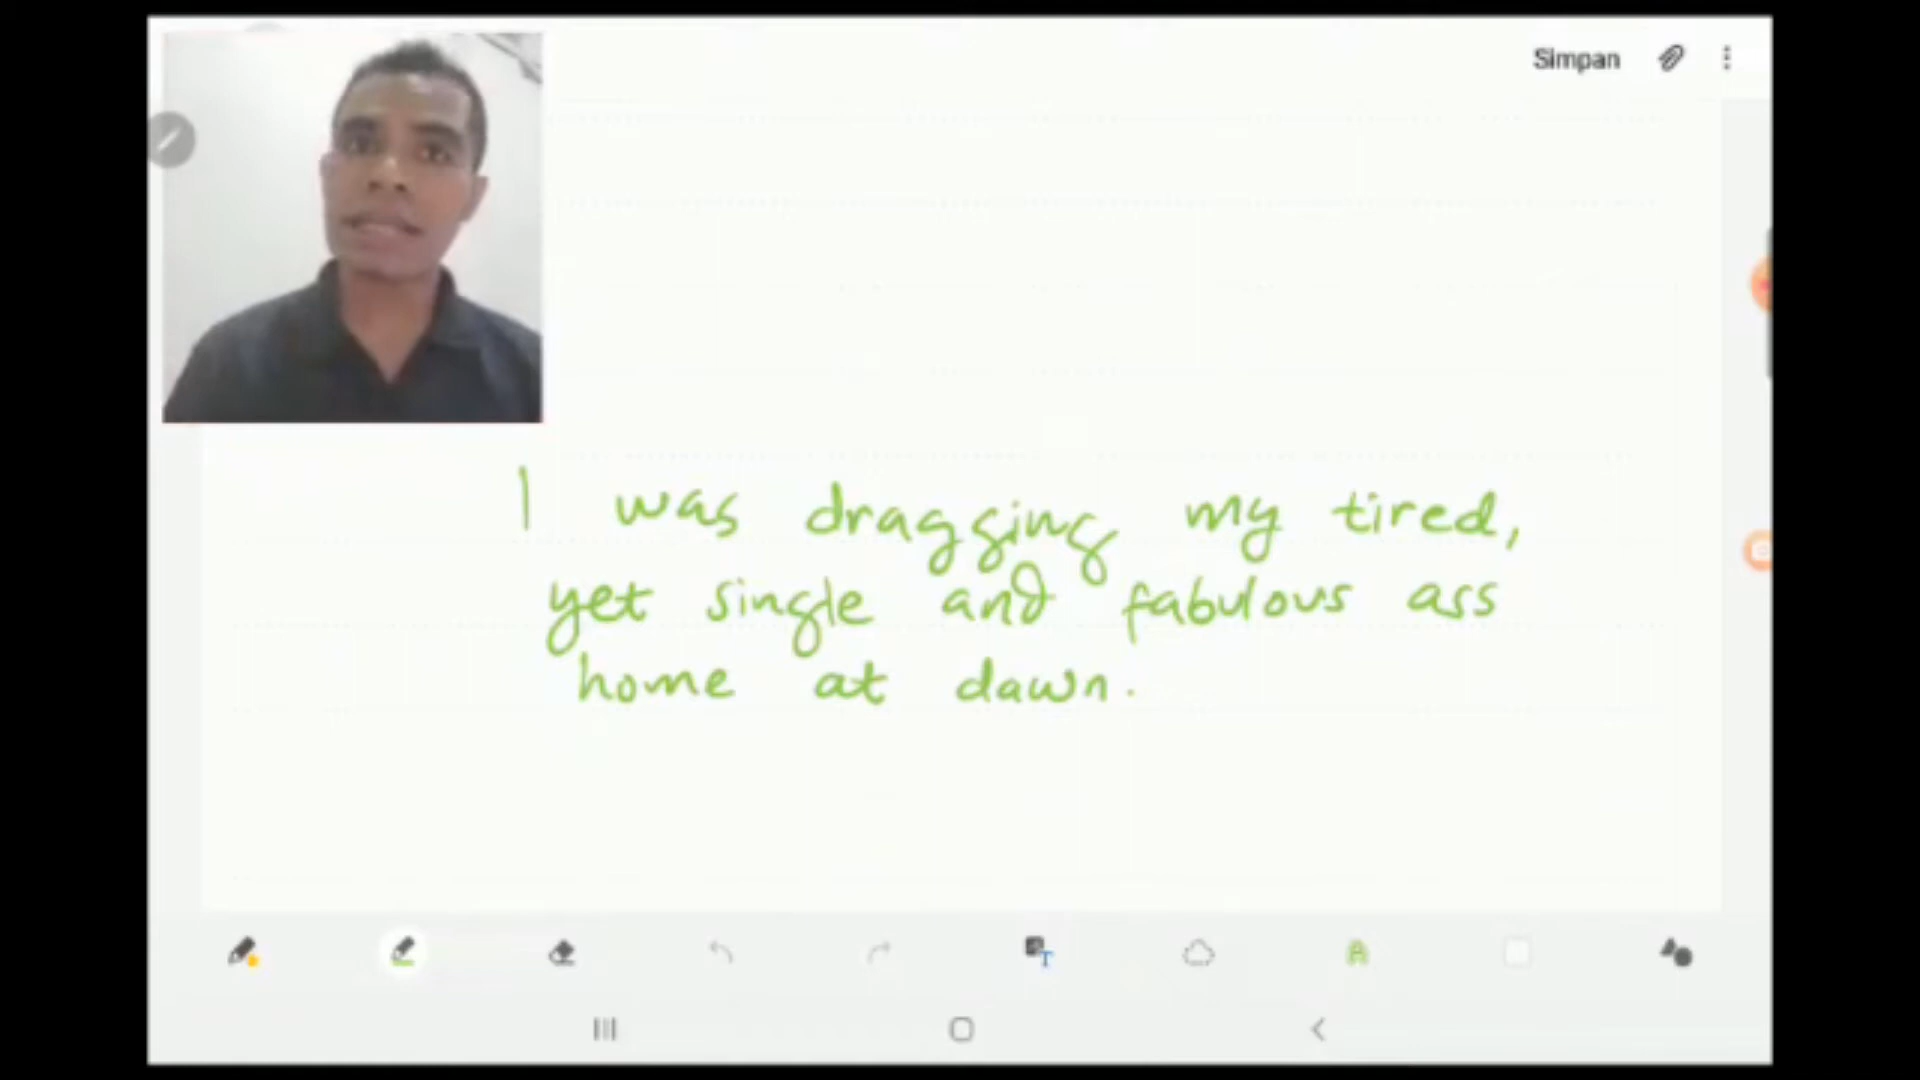 Simpan
I was dragging my tired,
yet single and fabulous ass
home at dawn.